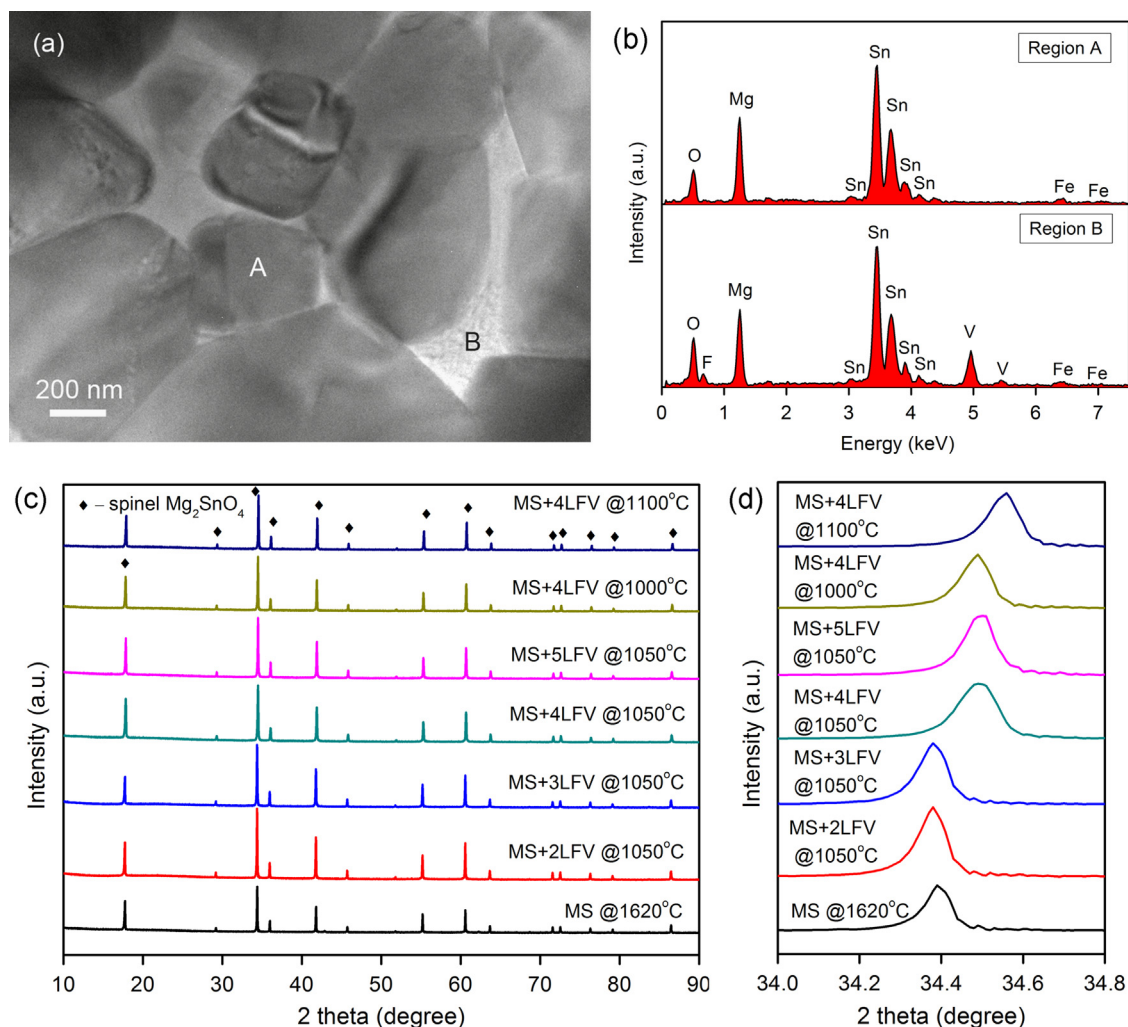 (a)
A
B
200 nm
(b)
Region A
Sn
Mg
Sn
O
Sn
Sn
Sn
Fe
Fe
Region B
Sn
Mg
Sn
O
F
Sn
Sn
Sn
V
V
Fe
Fe
Intensity (a.u.)
0 1 2 3 4 5 6 7
Energy (keV)
(c)
♦ – spinel Mg₂SnO₄
MS+4LFV @1100°C
MS+4LFV @1000°C
MS+5LFV @1050°C
MS+4LFV @1050°C
MS+3LFV @1050°C
MS+2LFV @1050°C
MS @1620°C
Intensity (a.u.)
10 20 30 40 50 60 70 80 90
2 theta (degree)
(d)
MS+4LFV
@1100°C
MS+4LFV
@1000°C
MS+5LFV
@1050°C
MS+4LFV
@1050°C
MS+3LFV
@1050°C
MS+2LFV
@1050°C
MS @1620°C
Intensity (a.u.)
34.0 34.2 34.4 34.6 34.8
2 theta (degree)